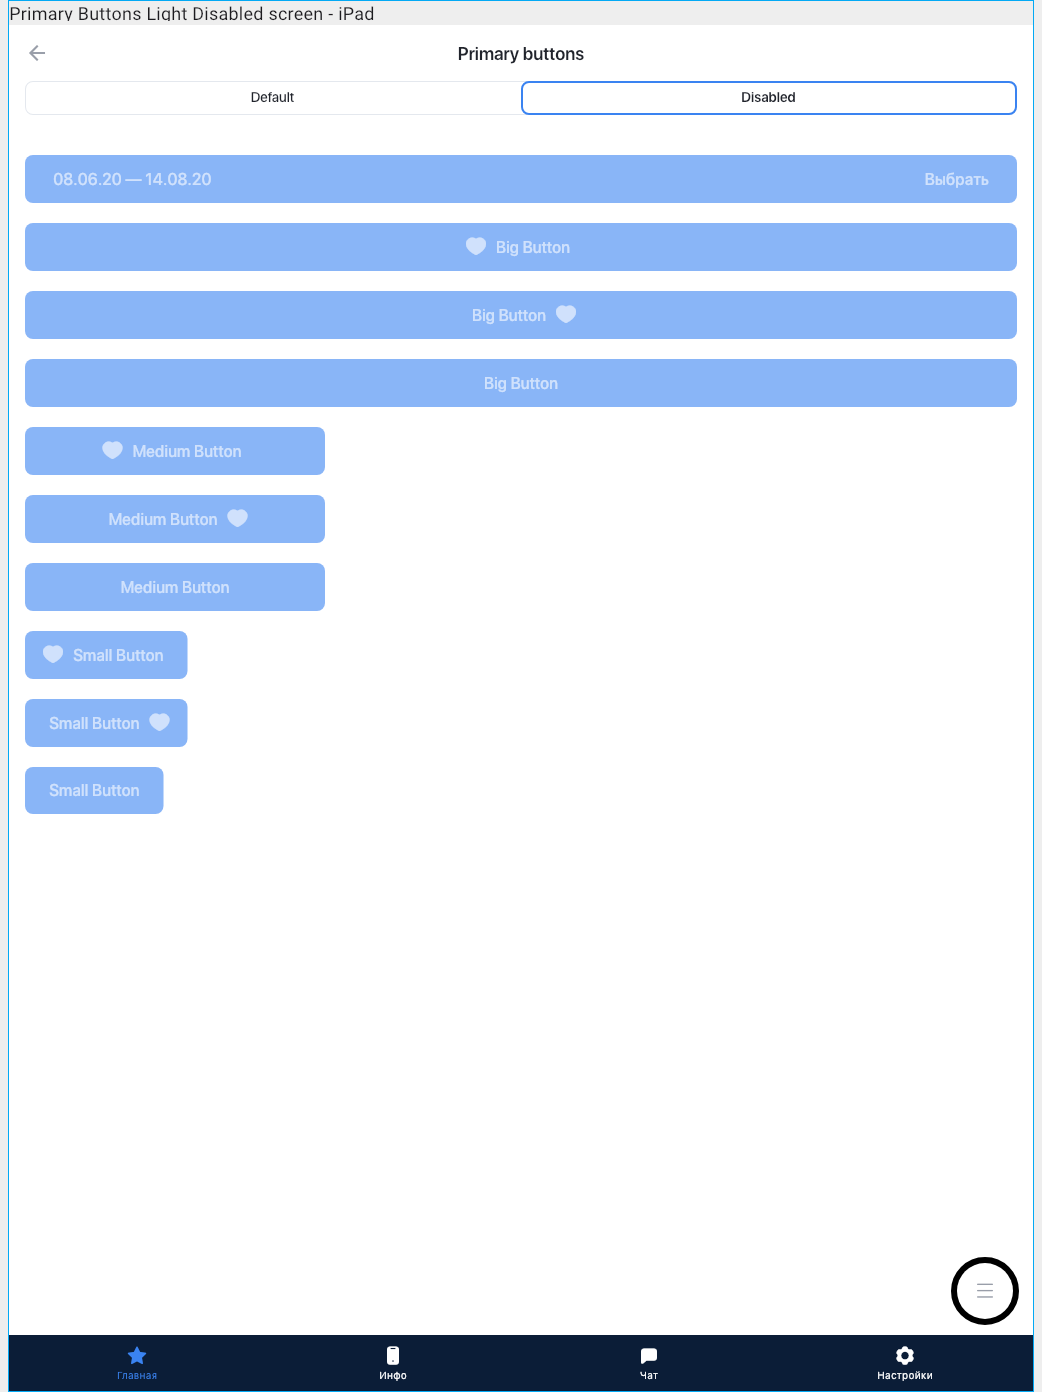 Primary Buttons Light Disabled screen - iPad
Primary buttons
Default
Disabled
08.06.20 — 14.08.20
Выбрать
Big Button
Big Button
Big Button
Medium Button
Medium Button
Medium Button
Small Button
Small Button
Small Button
Главная
Инфо
Чат
Настройки